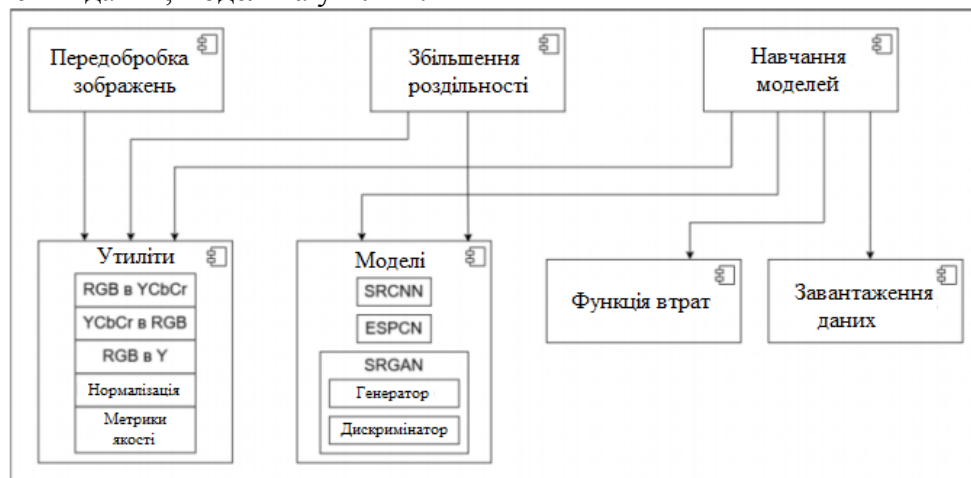 Передобробка
зображень
Збільшення
роздільності
Навчання
моделей
Утиліти
RGB в YCbCr
YCbCr в RGB
RGB в Y
Нормалізація
Метрики
якості
Моделі
SRCNN
ESPCN
SRGAN
Генератор
Дискримінатор
Функція втрат
Завантаження
даних